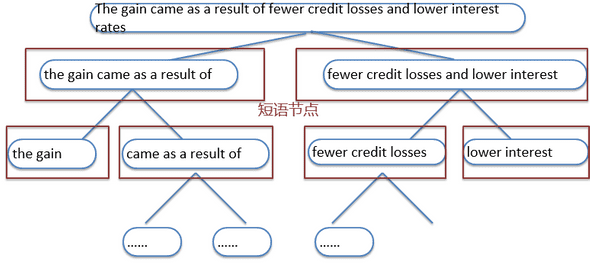 The gain came as a result of fewer credit losses and lower interest
rates
the gain came as a result of
fewer credit losses and lower interest
短语节点
the gain
came as a result of
fewer credit losses
lower interest
......
......
......